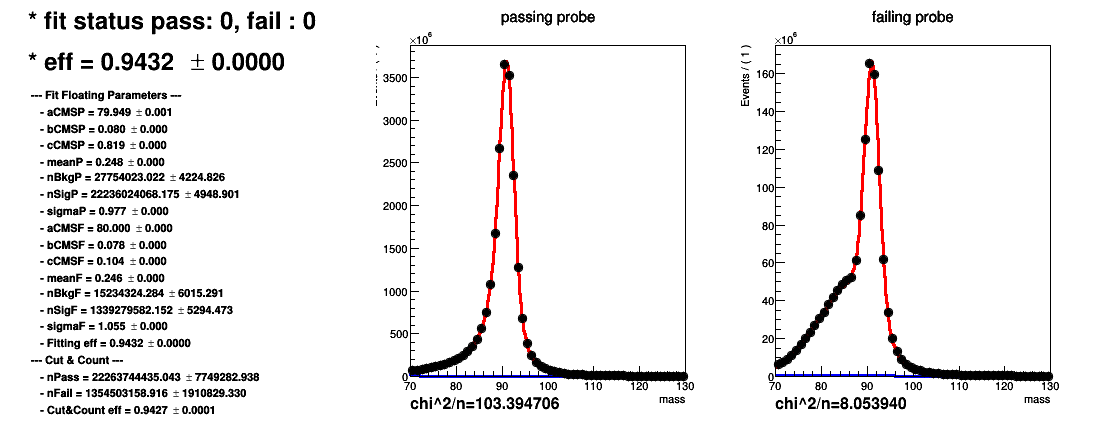 * fit status pass: 0, fail : 0
* eff = 0.9432 ± 0.0000
--- Fit Floating Parameters ---
- aCMSP = 79.949 ± 0.001
- bCMSP = 0.080 ± 0.000
- cCMSP = 0.819 ± 0.000
- meanP = 0.248 ± 0.000
- nBkgP = 27754023.022 ± 4224.826
- nSigP = 22236024068.175 ± 4948.901
- sigmaP = 0.977 ± 0.000
- aCMSF = 80.000 ± 0.000
- bCMSF = 0.078 ± 0.000
- cCMSF = 0.104 ± 0.000
- meanF = 0.246 ± 0.000
- nBkgF = 15234324.284 ± 6015.291
- nSigF = 1339279582.152 ± 5294.473
- sigmaF = 1.055 ± 0.000
- Fitting eff = 0.9432 ± 0.0000
--- Cut & Count ---
- nPass = 22263744435.043 ± 7749282.938
- nFail = 1354503158.916 ± 1910829.330
- Cut&Count eff = 0.9427 ± 0.0001
passing probe
×10⁶
3500
3000
2500
2000
1500
1000
500
0
70 80 90 100 110 120 130
mass
chi^2/n=103.394706
failing probe
×10⁶
Events / ( 1 )
160
140
120
100
80
60
40
20
0
70 80 90 100 110 120 130
mass
chi^2/n=8.053940